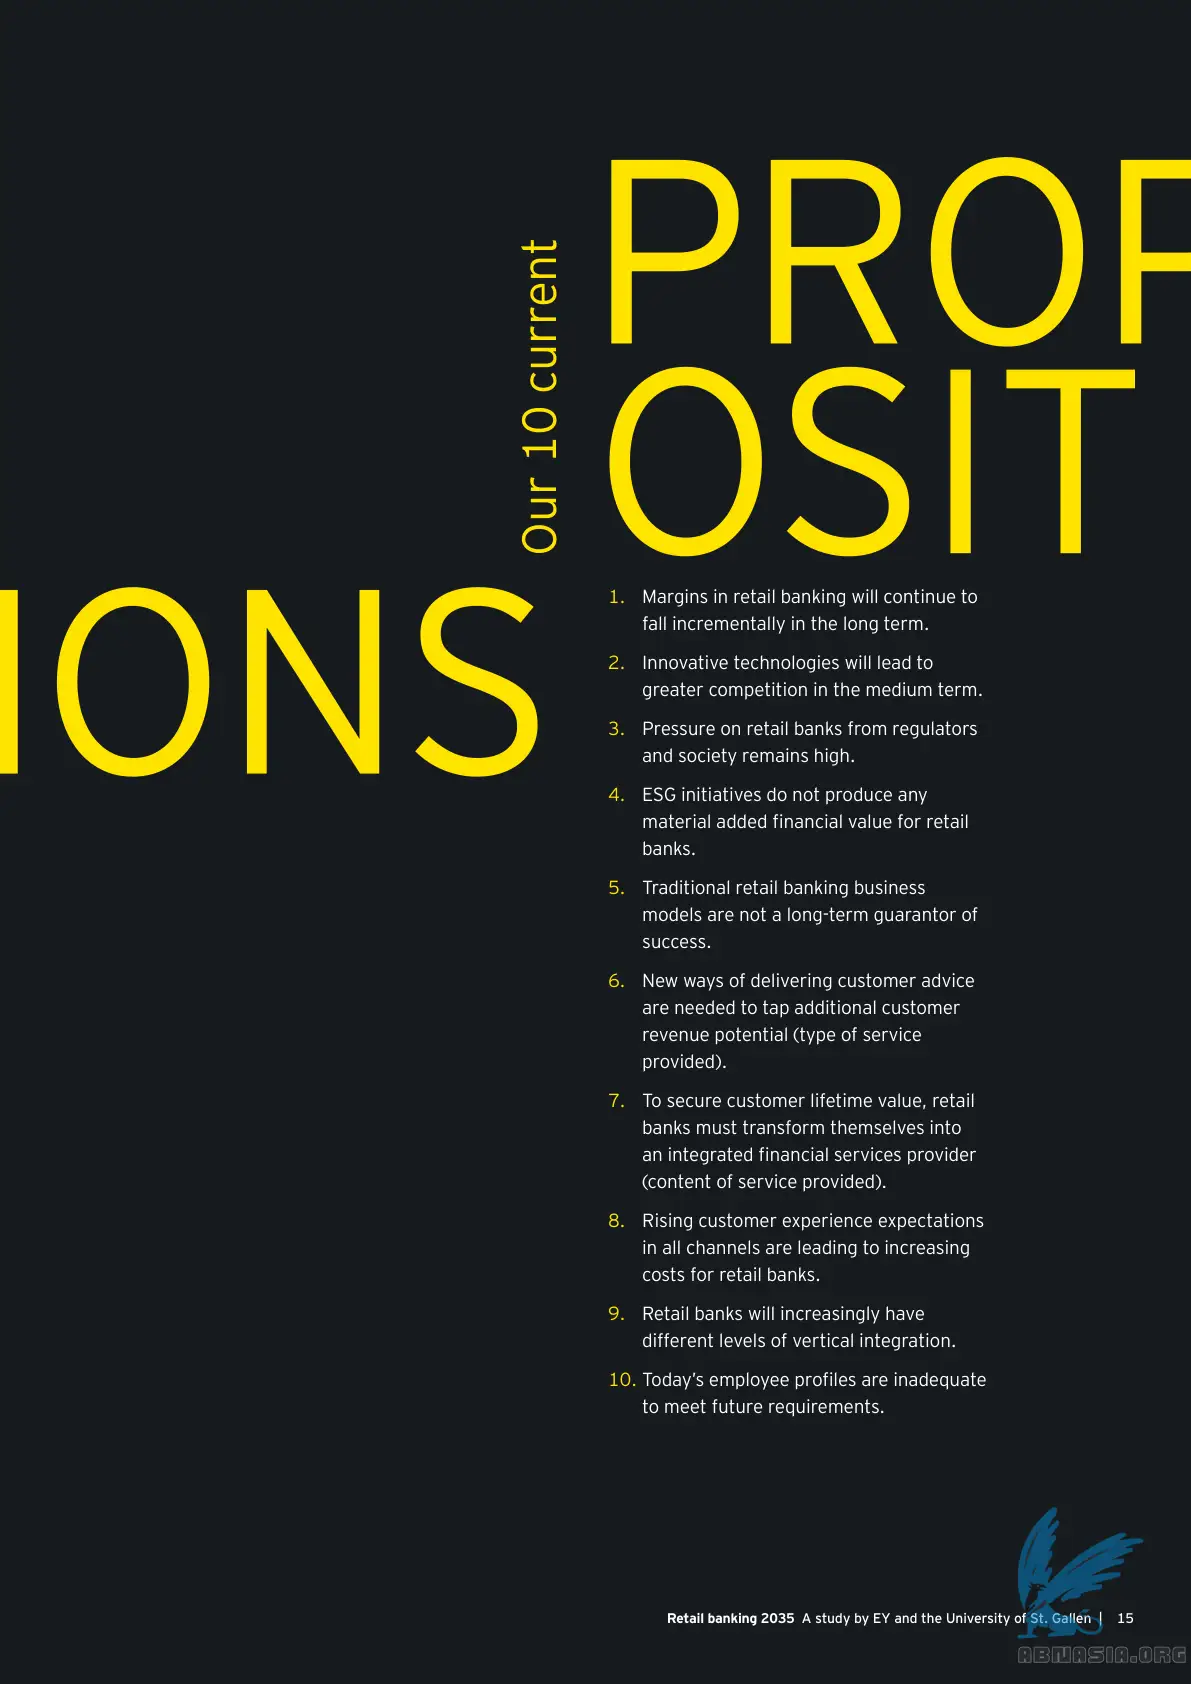 Our 10 current
PROP
OSIT
IONS
1. Margins in retail banking will continue to
fall incrementally in the long term.
2. Innovative technologies will lead to
greater competition in the medium term.
3. Pressure on retail banks from regulators
and society remains high.
4. ESG initiatives do not produce any
material added financial value for retail
banks.
5. Traditional retail banking business
models are not a long-term guarantor of
success.
6. New ways of delivering customer advice
are needed to tap additional customer
revenue potential (type of service
provided).
7. To secure customer lifetime value, retail
banks must transform themselves into
an integrated financial services provider
(content of service provided).
8. Rising customer experience expectations
in all channels are leading to increasing
costs for retail banks.
9. Retail banks will increasingly have
different levels of vertical integration.
10. Today’s employee profiles are inadequate
to meet future requirements.
Retail banking 2035 A study by EY and the University of St. Gallen | 15
ABNASIA.ORG